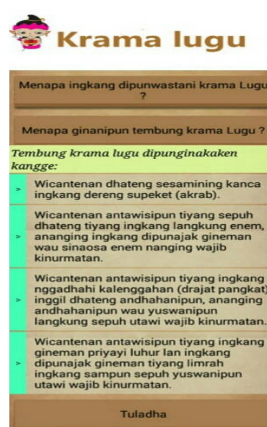 Krama lugu
Menapa ingkang dipunwastani krama Lugu
?
Menapa ginanipun tembung krama Lugu ?
Tembung krama lugu dipunginakaken
kangge:
> Wicantenan dhateng sesamining kanca
ingkang dereng supeket (akrab).
Wicantenan antawisipun tiyang sepuh
dhateng tiyang ingkang langkung enem,
> ananging ingkang dipunajak gineman
wau sinaosa enem nanging wajib
kinurmatan.
Wicantenan antawisipun tiyang ingkang
nggadhahi kalenggahan (drajat pangkat)
> inggil dhateng andhahanipun, ananging
andhahanipun wau yuswanipun
langkung sepuh utawi wajib kinurmatan.
Wicantenan antawisipun tiyang ingkang
gineman priyayi luhur lan ingkang
> dipunajak gineman tiyang limrah
ingkang sampun sepuh yuswanipun
utawi wajib kinurmatan.
Tuladha